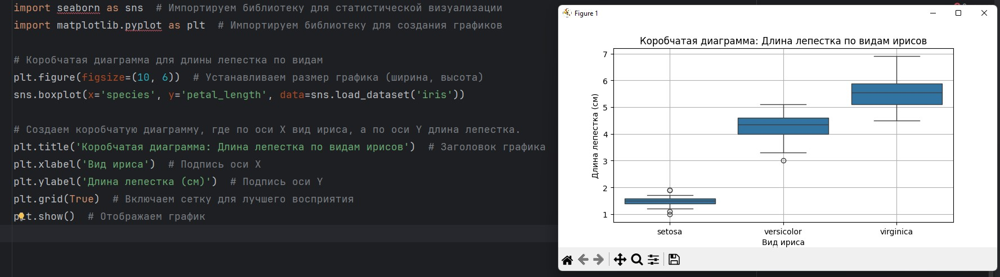 import seaborn as sns  # Импортируем библиотеку для статистической визуализации
import matplotlib.pyplot as plt  # Импортируем библиотеку для создания графиков
# Коробчатая диаграмма для длины лепестка по видам
plt.figure(figsize=(10, 6))  # Устанавливаем размер графика (ширина, высота)
sns.boxplot(x='species', y='petal_length', data=sns.load_dataset('iris'))
# Создаем коробчатую диаграмму, где по оси X вид ириса, а по оси Y длина лепестка.
plt.title('Коробчатая диаграмма: Длина лепестка по видам ирисов')  # Заголовок графика
plt.xlabel('Вид ириса')  # Подпись оси X
plt.ylabel('Длина лепестка (см)')  # Подпись оси Y
plt.grid(True)  # Включаем сетку для лучшего восприятия
plt.show()  # Отображаем график
Figure 1
Коробчатая диаграмма: Длина лепестка по видам ирисов
Длина лепестка (см)
7
6
5
4
3
2
1
setosa versicolor virginica
Вид ириса